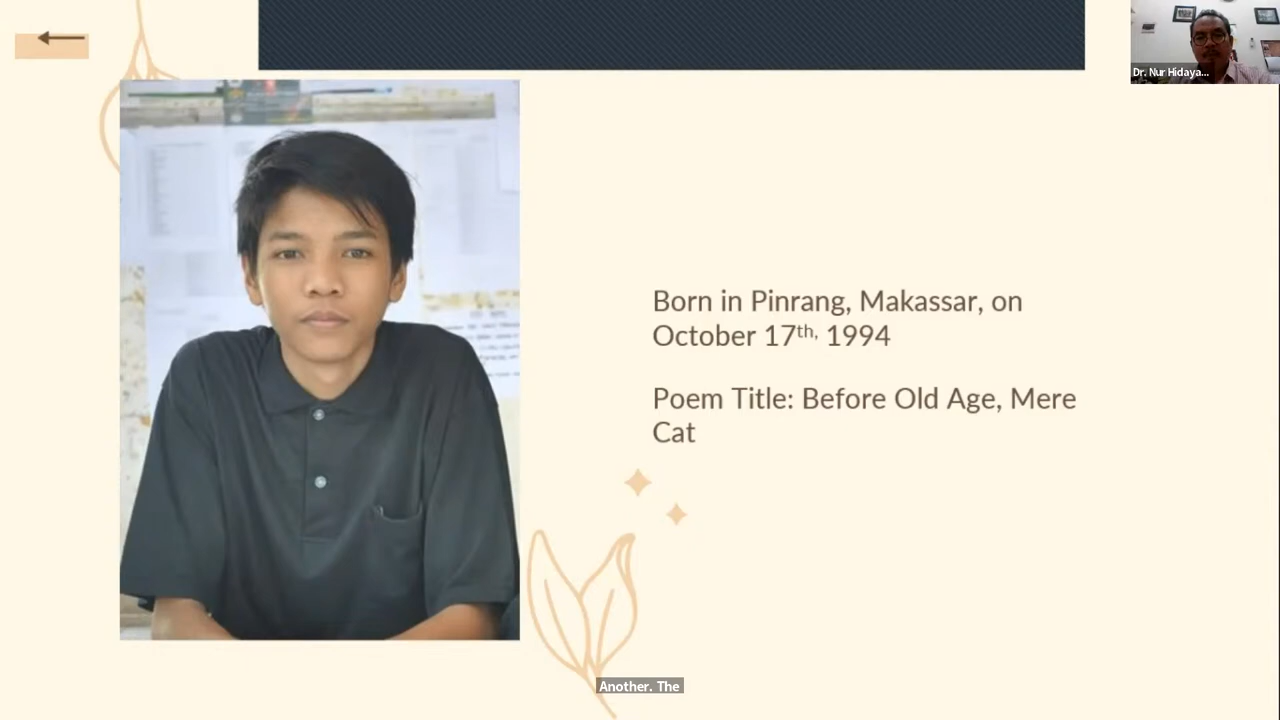 Dr. Nur Hidaya...
Born in Pinrang, Makassar, on
October 17th, 1994
Poem Title: Before Old Age, Mere
Cat
Another. The